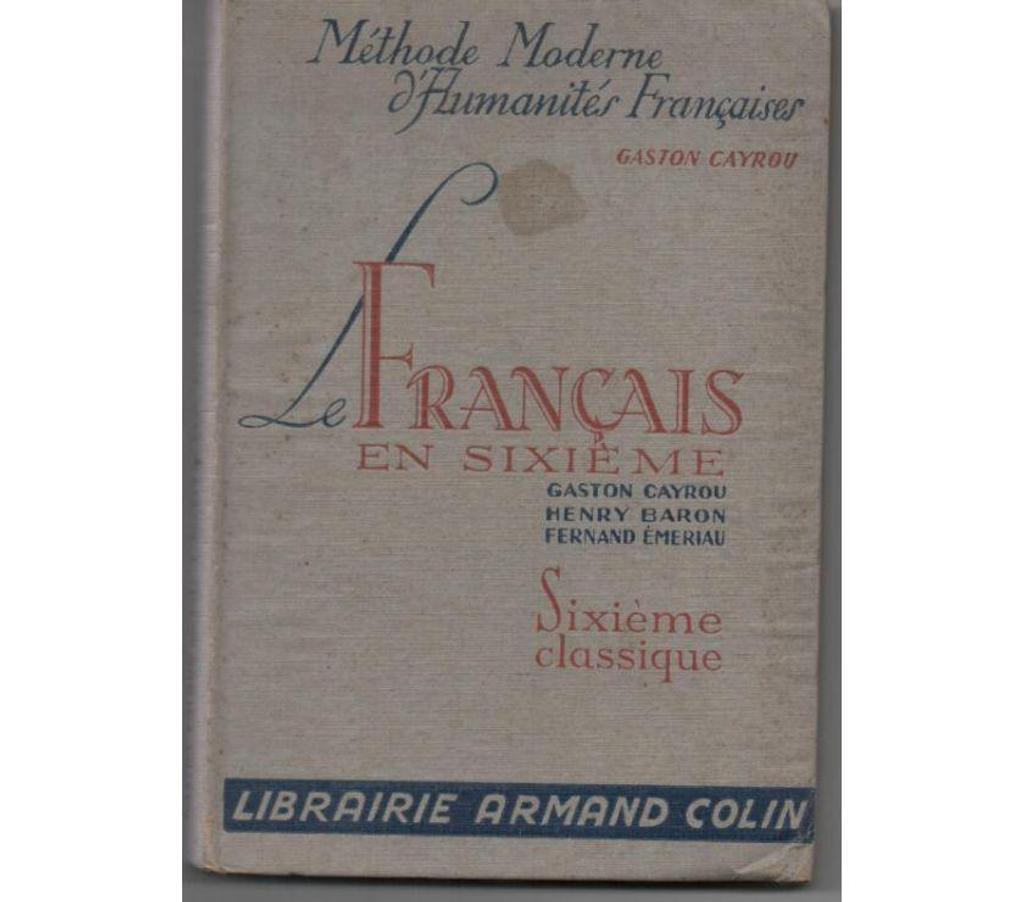 Méthode Moderne
d'Humanités Françaises
GASTON CAYROU
Le FRANÇAIS
EN SIXIÈME
GASTON CAYROU
HENRY BARON
FERNAND ÉMERIAU
Sixième
classique
LIBRAIRIE ARMAND COLIN